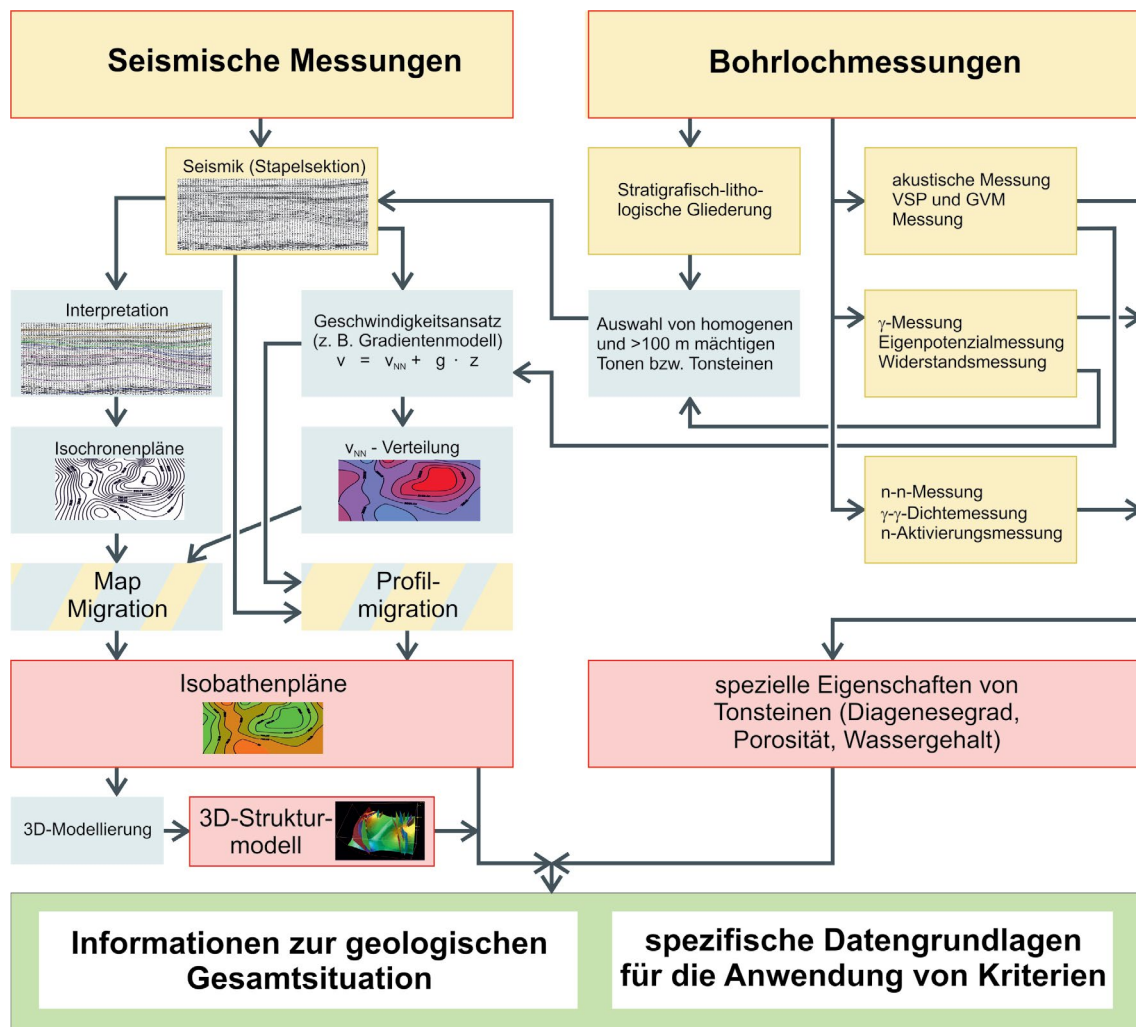 Seismische Messungen
Bohrlochmessungen
Seismik (Stapelsektion)
Stratigrafisch-litho-
logische Gliederung
akustische Messung
VSP und GVM
Messung
Interpretation
Geschwindigkeitsansatz
(z. B. Gradientenmodell)
v = vNN + g · z
Auswahl von homogenen
und >100 m mächtigen
Tonen bzw. Tonsteinen
γ-Messung
Eigenpotenzialmessung
Widerstandsmessung
Isochronenpläne
vNN - Verteilung
n-n-Messung
γ-γ-Dichtemessung
n-Aktivierungsmessung
Map
Migration
Profil-
migration
Isobathenpläne
spezielle Eigenschaften von
Tonsteinen (Diagenesegrad,
Porosität, Wassergehalt)
3D-Modellierung
3D-Struktur-
modell
Informationen zur geologischen
Gesamtsituation
spezifische Datengrundlagen
für die Anwendung von Kriterien